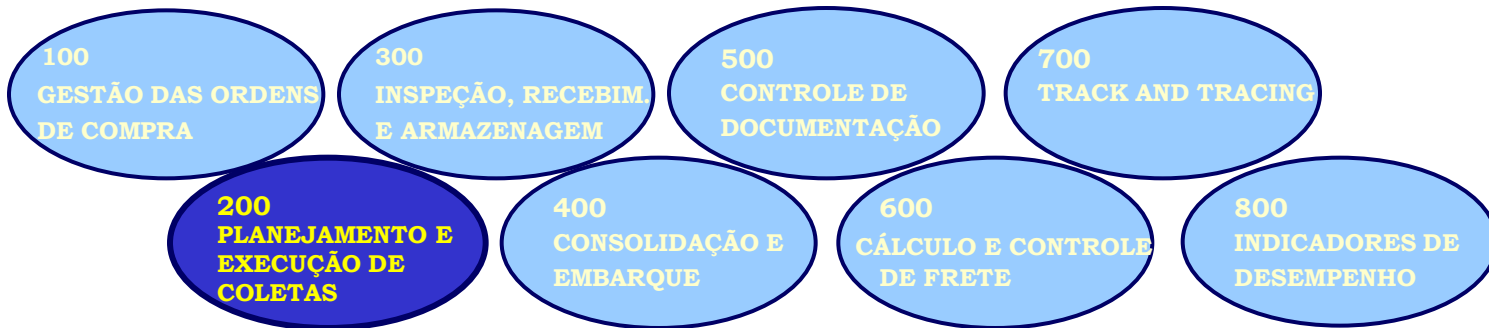 100
GESTÃO DAS ORDENS
DE COMPRA
300
INSPEÇÃO, RECEBIM.
E ARMAZENAGEM
500
CONTROLE DE
DOCUMENTAÇÃO
700
TRACK AND TRACING
200
PLANEJAMENTO E
EXECUÇÃO DE
COLETAS
400
CONSOLIDAÇÃO E
EMBARQUE
600
CÁLCULO E CONTROLE
DE FRETE
800
INDICADORES DE
DESEMPENHO